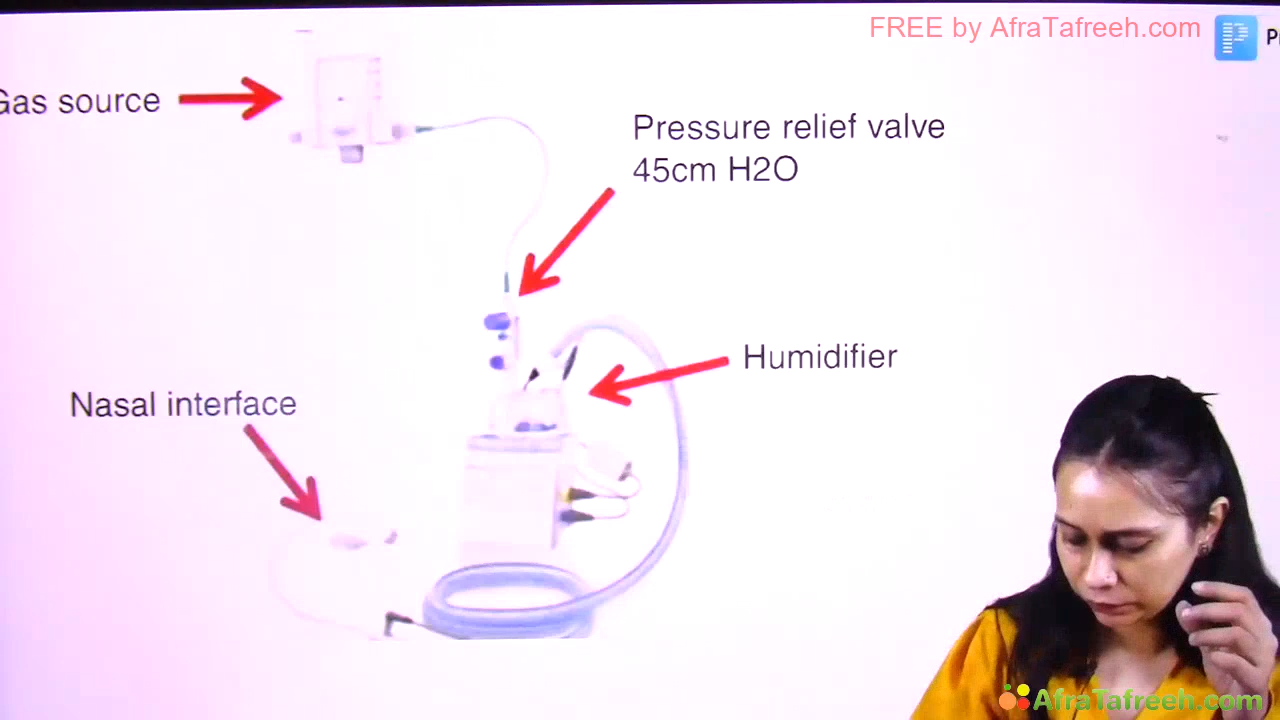 FREE by AfraTafreeh.com
Gas source
Pressure relief valve
45cm H2O
Humidifier
Nasal interface
AfraTafreeh.com